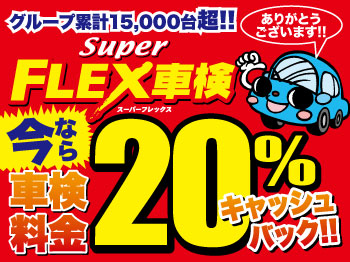 グループ累計15,000台超!!
ありがとう
ございます!!
Super
FLEX車検
スーパーフレックス
今なら
車検
料金
20%
キャッシュ
バック!!